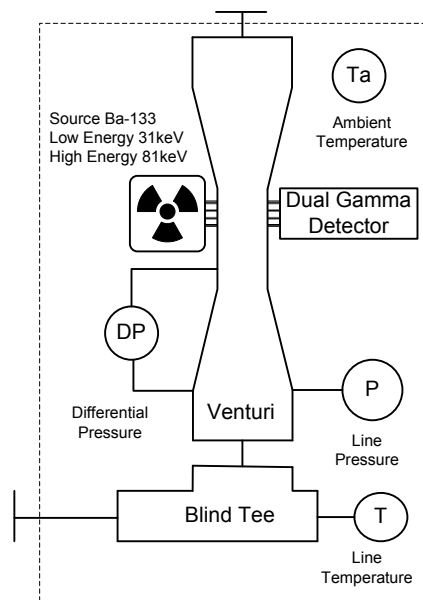 Ta
Source Ba-133
Low Energy 31keV
High Energy 81keV
Ambient
Temperature
Dual Gamma
Detector
DP
P
Differential
Pressure
Venturi
Line
Pressure
Blind Tee
T
Line
Temperature